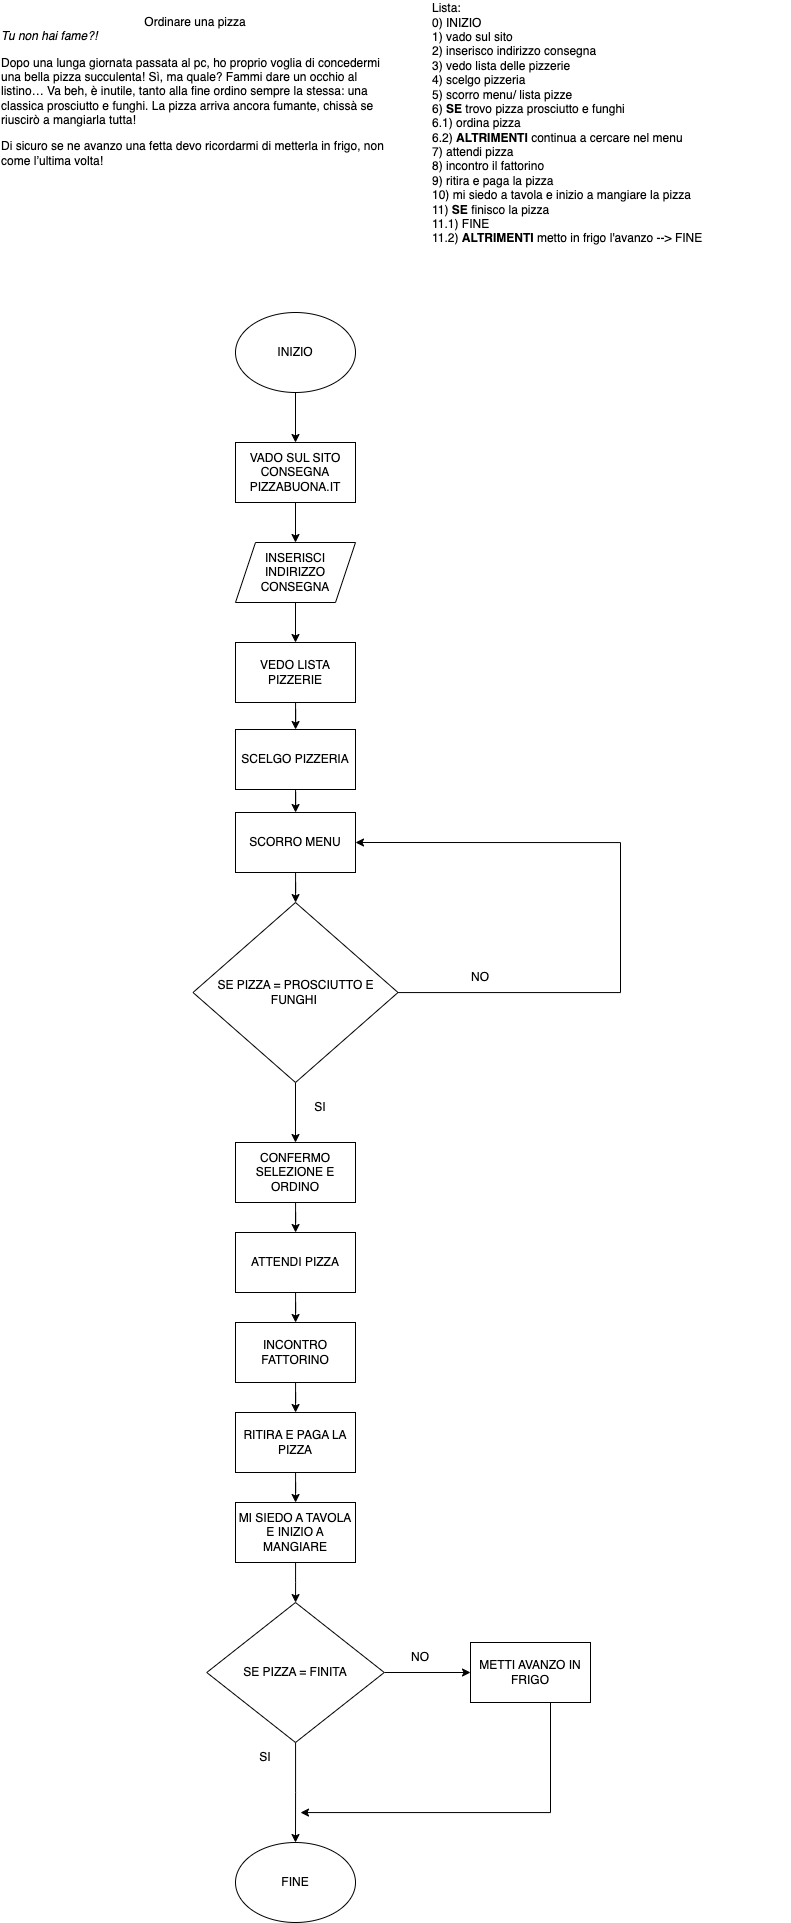 Ordinare una pizza
Tu non hai fame?!
Dopo una lunga giornata passata al pc, ho proprio voglia di concedermi
una bella pizza succulenta! Sì, ma quale? Fammi dare un occhio al
listino… Va beh, è inutile, tanto alla fine ordino sempre la stessa: una
classica prosciutto e funghi. La pizza arriva ancora fumante, chissà se
riuscirò a mangiarla tutta!
Di sicuro se ne avanzo una fetta devo ricordarmi di metterla in frigo, non
come l'ultima volta!
Lista:
0) INIZIO
1) vado sul sito
2) inserisco indirizzo consegna
3) vedo lista delle pizzerie
4) scelgo pizzeria
5) scorro menu/ lista pizze
6) SE trovo pizza prosciutto e funghi
6.1) ordina pizza
6.2) ALTRIMENTI continua a cercare nel menu
7) attendi pizza
8) incontro il fattorino
9) ritira e paga la pizza
10) mi siedo a tavola e inizio a mangiare la pizza
11) SE finisco la pizza
11.1) FINE
11.2) ALTRIMENTI metto in frigo l'avanzo --> FINE
INIZIO
VADO SUL SITO
CONSEGNA
PIZZABUONA.IT
INSERISCI
INDIRIZZO
CONSEGNA
VEDO LISTA
PIZZERIE
SCELGO PIZZERIA
SCORRO MENU
SE PIZZA = PROSCIUTTO E
FUNGHI
NO
SI
CONFERMO
SELEZIONE E
ORDINO
ATTENDI PIZZA
INCONTRO
FATTORINO
RITIRA E PAGA LA
PIZZA
MI SIEDO A TAVOLA
E INIZIO A
MANGIARE
SE PIZZA = FINITA
NO
METTI AVANZO IN
FRIGO
SI
FINE